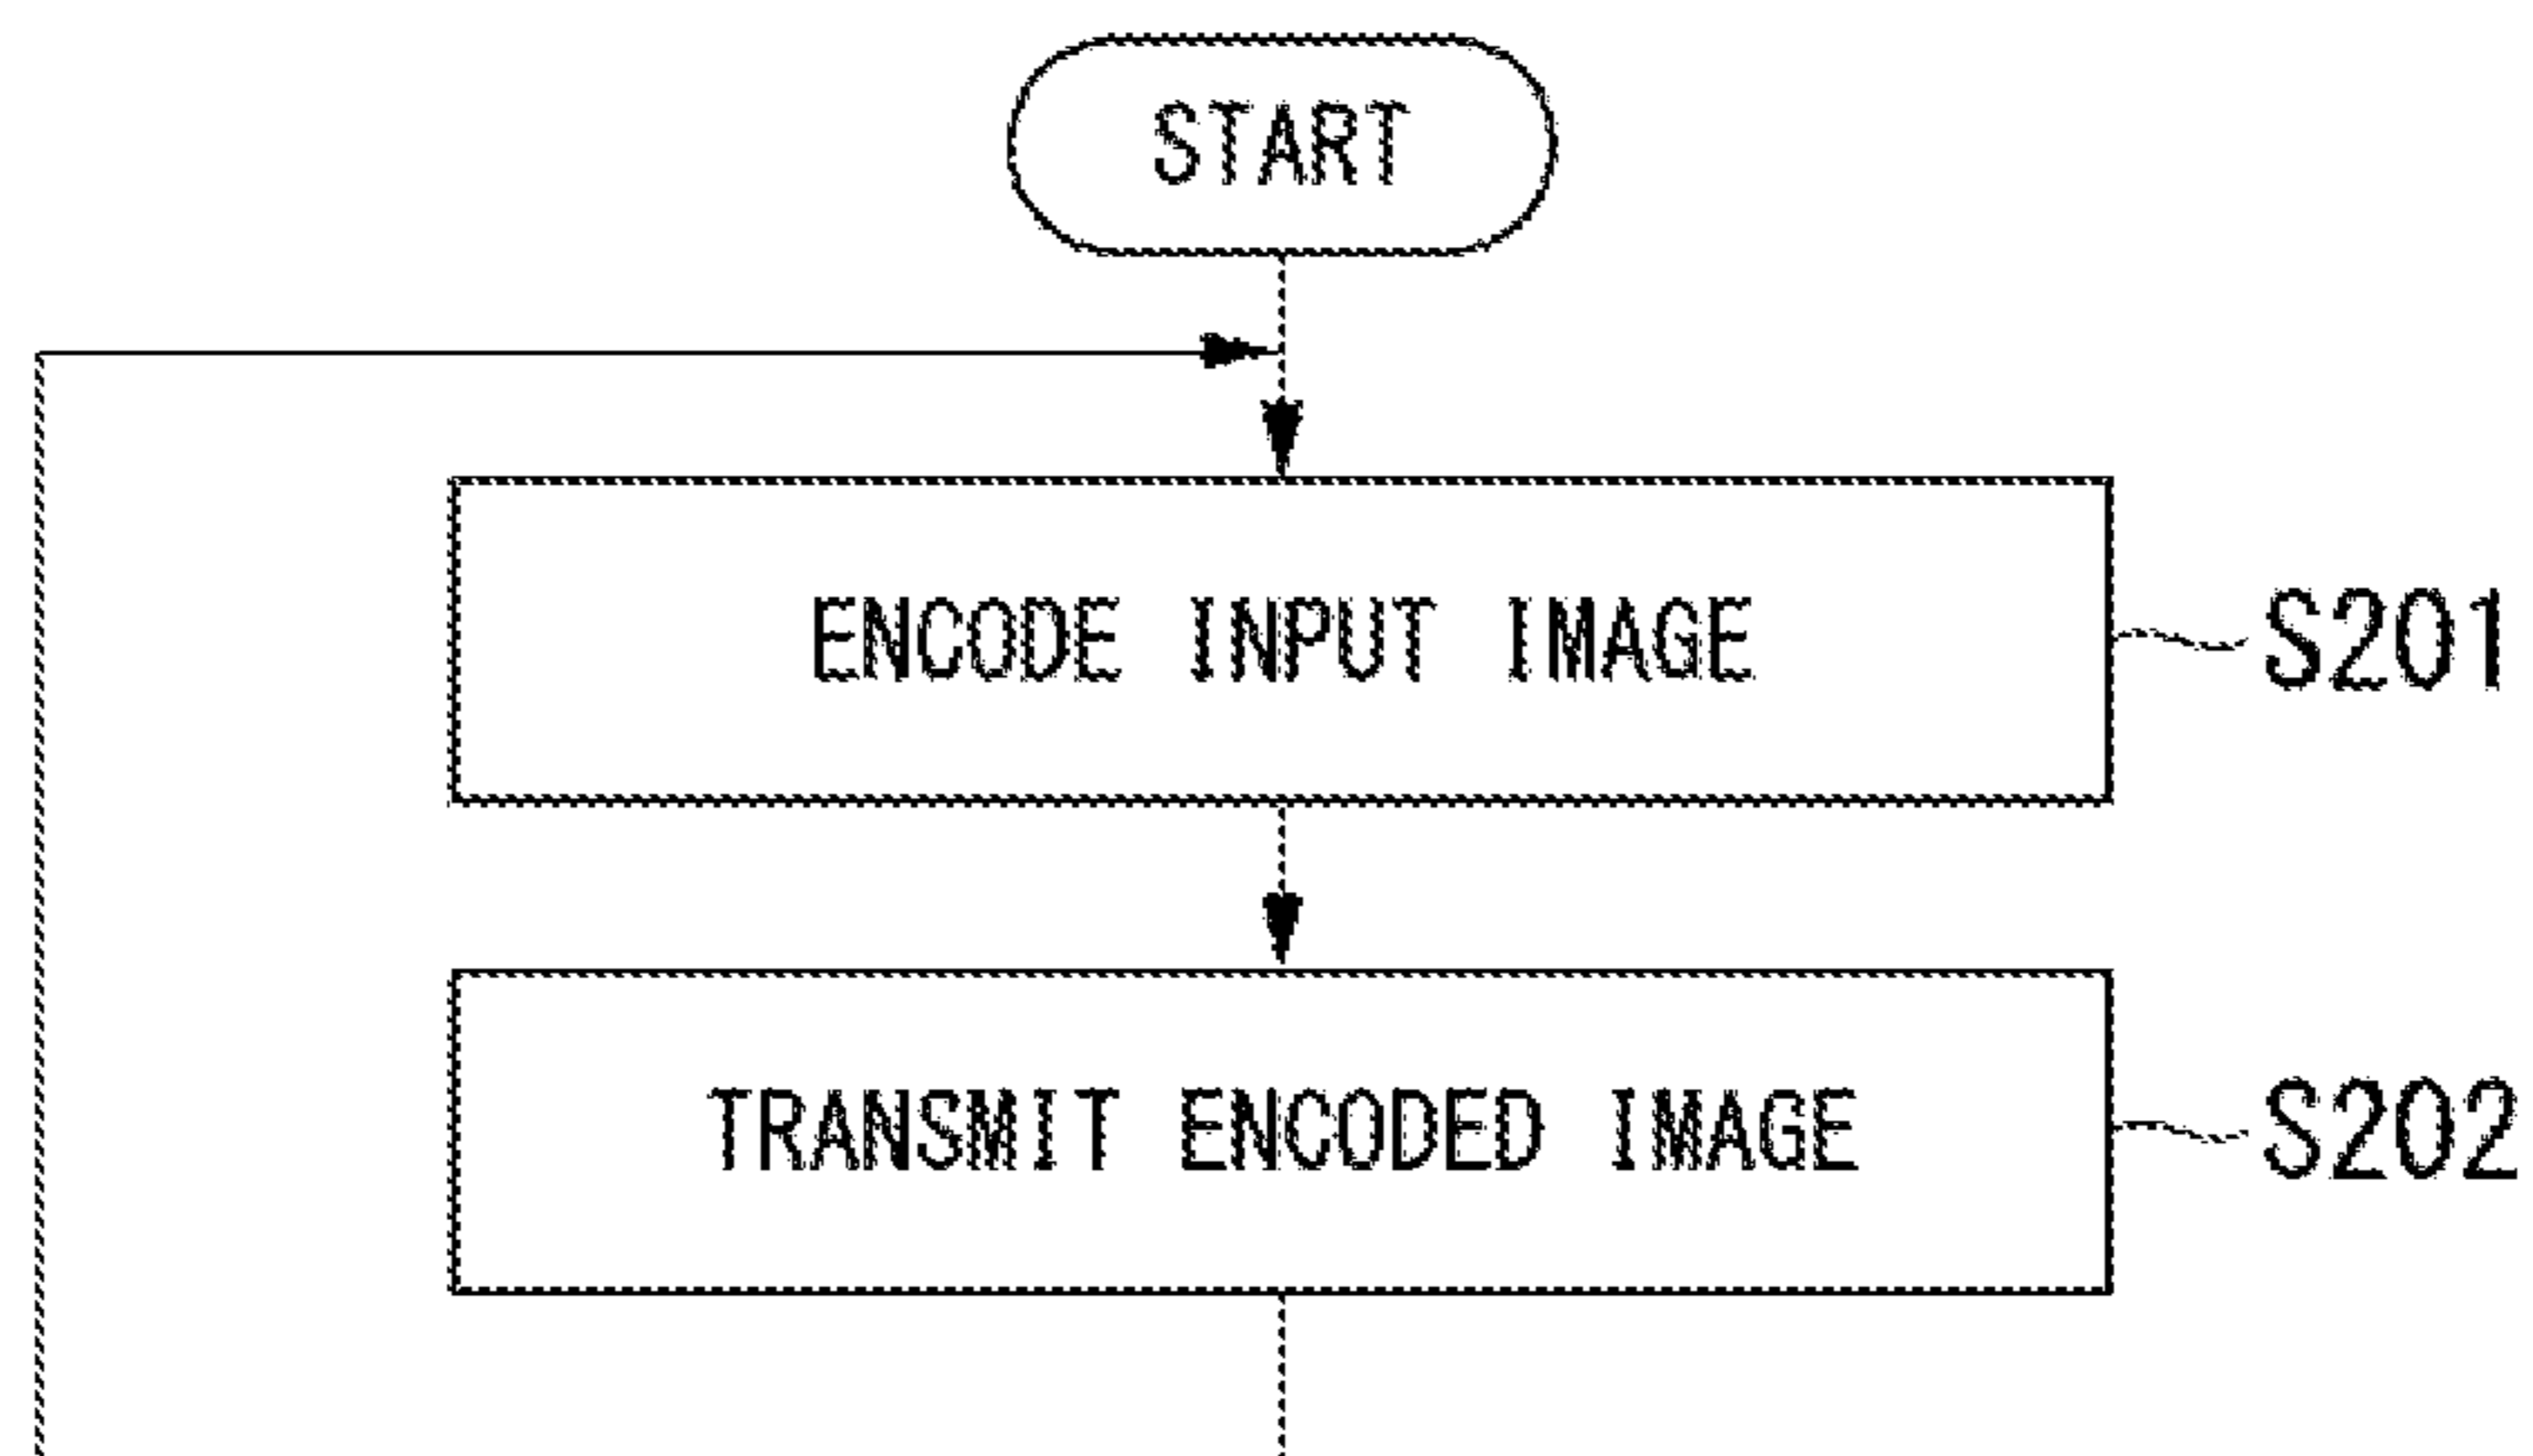 START
ENCODE INPUT IMAGE
S201
TRANSMIT ENCODED IMAGE
S202